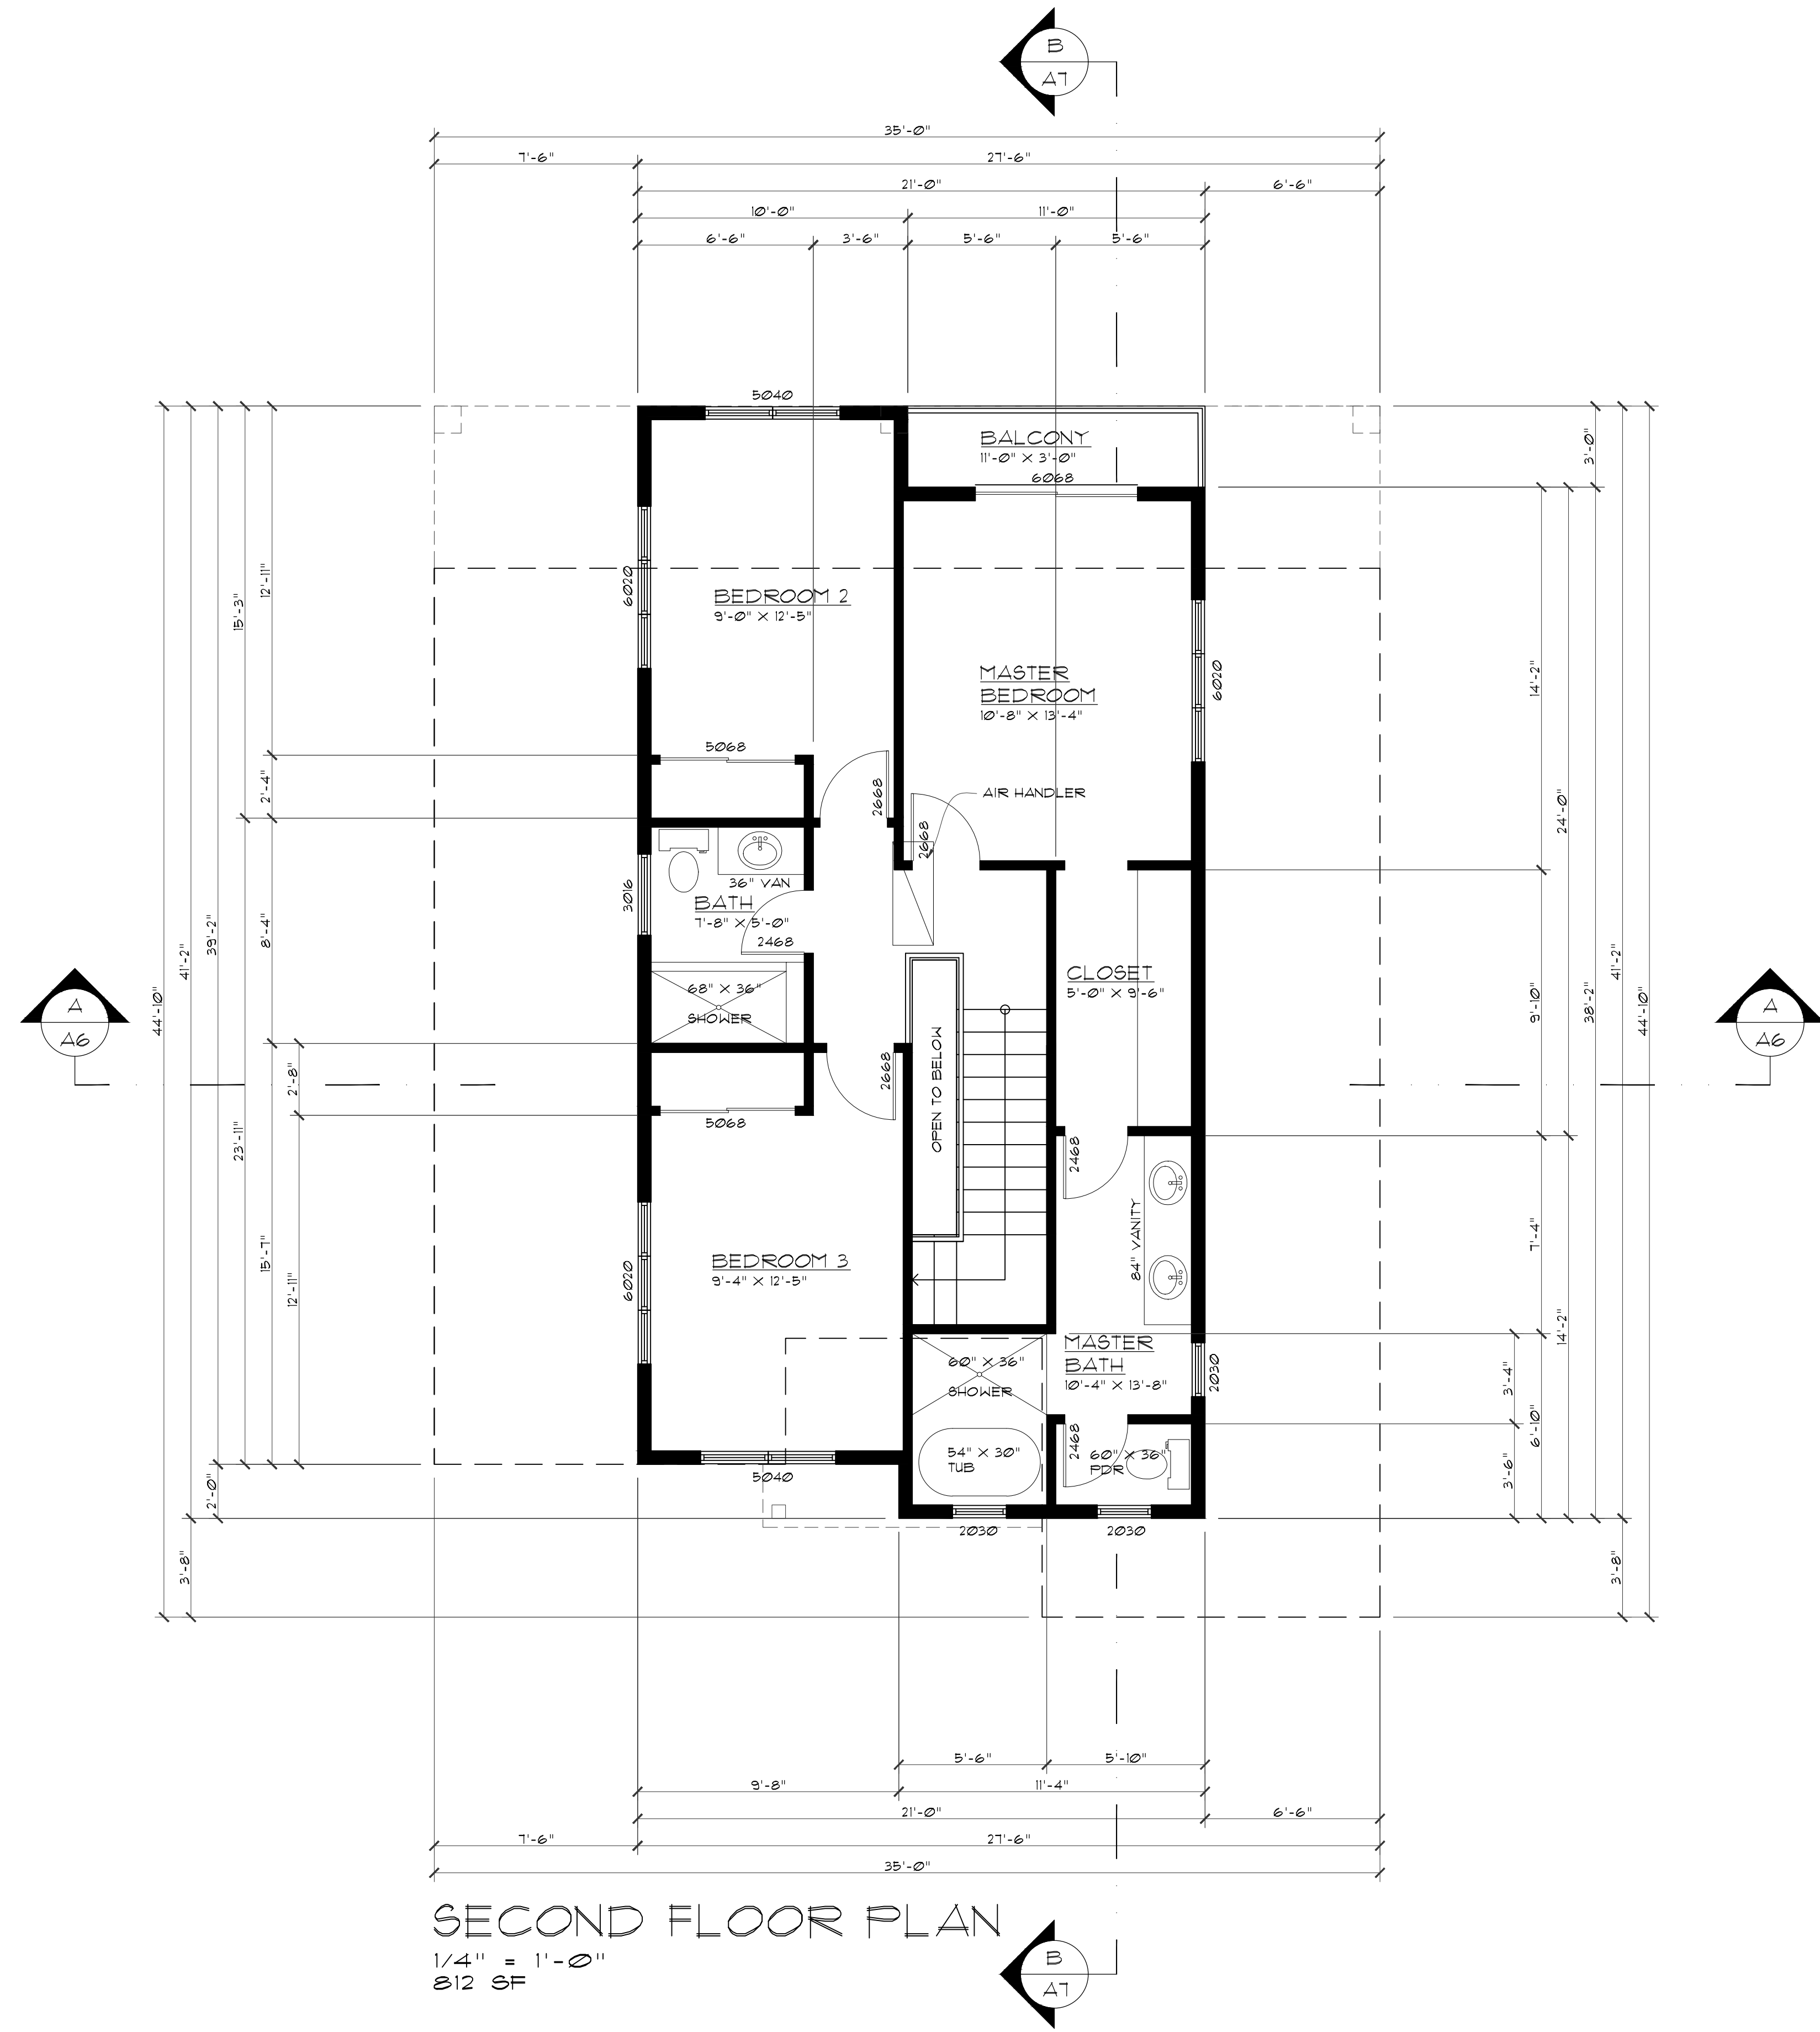 B
A7
35'-0"
7'-6" 27'-6"
21'-0" 6'-6"
10'-0" 11'-0"
6'-6" 3'-6" 5'-6" 5'-6"
5040
BALCONY
11'-0" X 3'-0"
6068
3'-0"
12'-11"
15'-3"
6020
BEDROOM 2
9'-0" X 12'-5"
MASTER
BEDROOM
10'-8" X 13'-4"
6020
14'-2"
5068
2'-4"
2668
AIR HANDLER
2668
24'-0"
36" VAN
3016
BATH
7'-8" X 5'-0"
2468
8'-4"
39'-2"
41'-2"
44'-10"
A
A6
68" X 36"
SHOWER
CLOSET
5'-0" X 9'-6"
9'-10"
38'-2"
41'-2"
44'-10"
A
A6
2'-8"
2668
OPEN TO BELOW
5068
23'-11"
2468
84" VANITY
7'-4"
15'-7"
12'-11"
6020
BEDROOM 3
9'-4" X 12'-5"
14'-2"
60" X 36"
SHOWER
MASTER
BATH
10'-4" X 13'-8"
2030
3'-4"
6'-10"
2468
60" X 36"
PDR
54" X 30"
TUB
3'-6"
5040
2'-0"
2030 2030
3'-8" 3'-8"
5'-6" 5'-10"
9'-8" 11'-4"
21'-0" 6'-6"
7'-6" 27'-6"
35'-0"
SECOND FLOOR PLAN
1/4" = 1'-0"
812 SF
B
A7